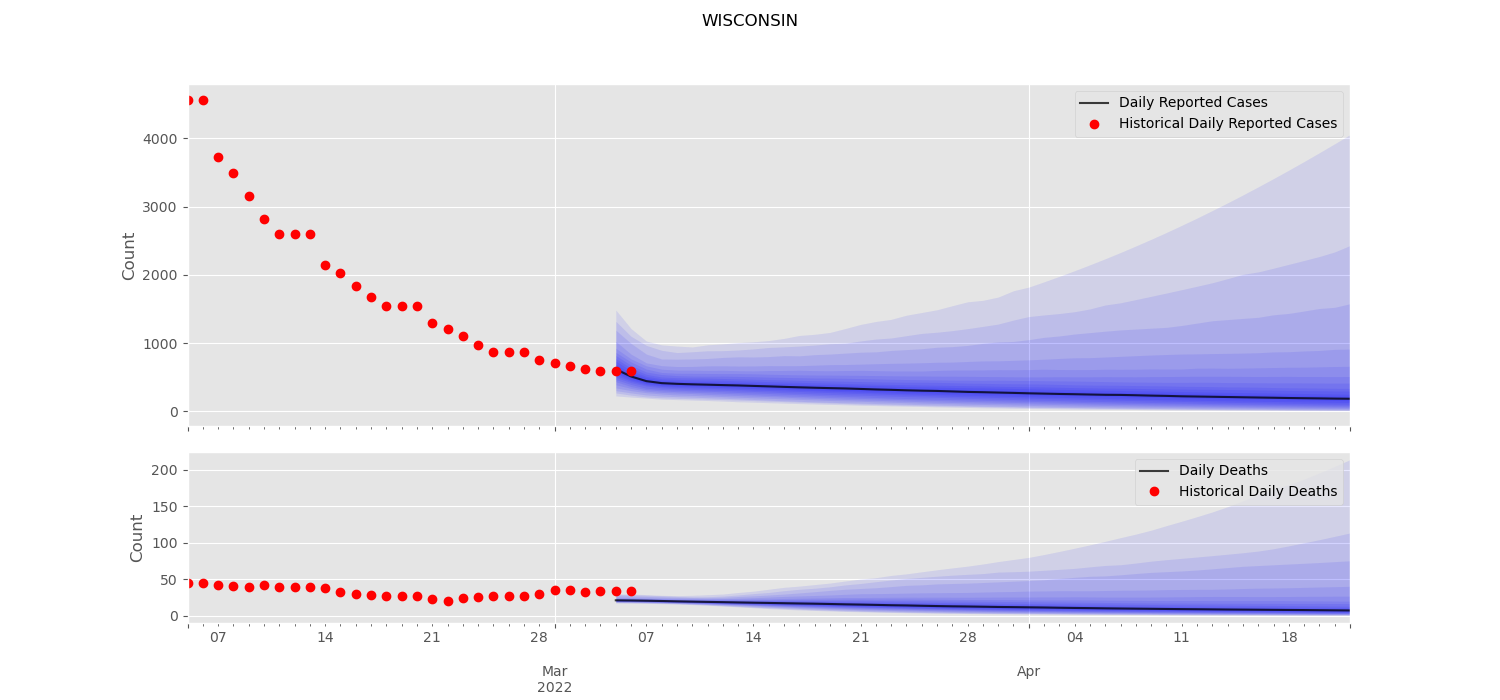 WISCONSIN
Daily Reported Cases
Historical Daily Reported Cases
4000
3000
2000
1000
0
Count
Daily Deaths
Historical Daily Deaths
200
150
100
50
0
Count
07 14 21 28 07 14 21 28 04 11 18
Mar Apr
2022